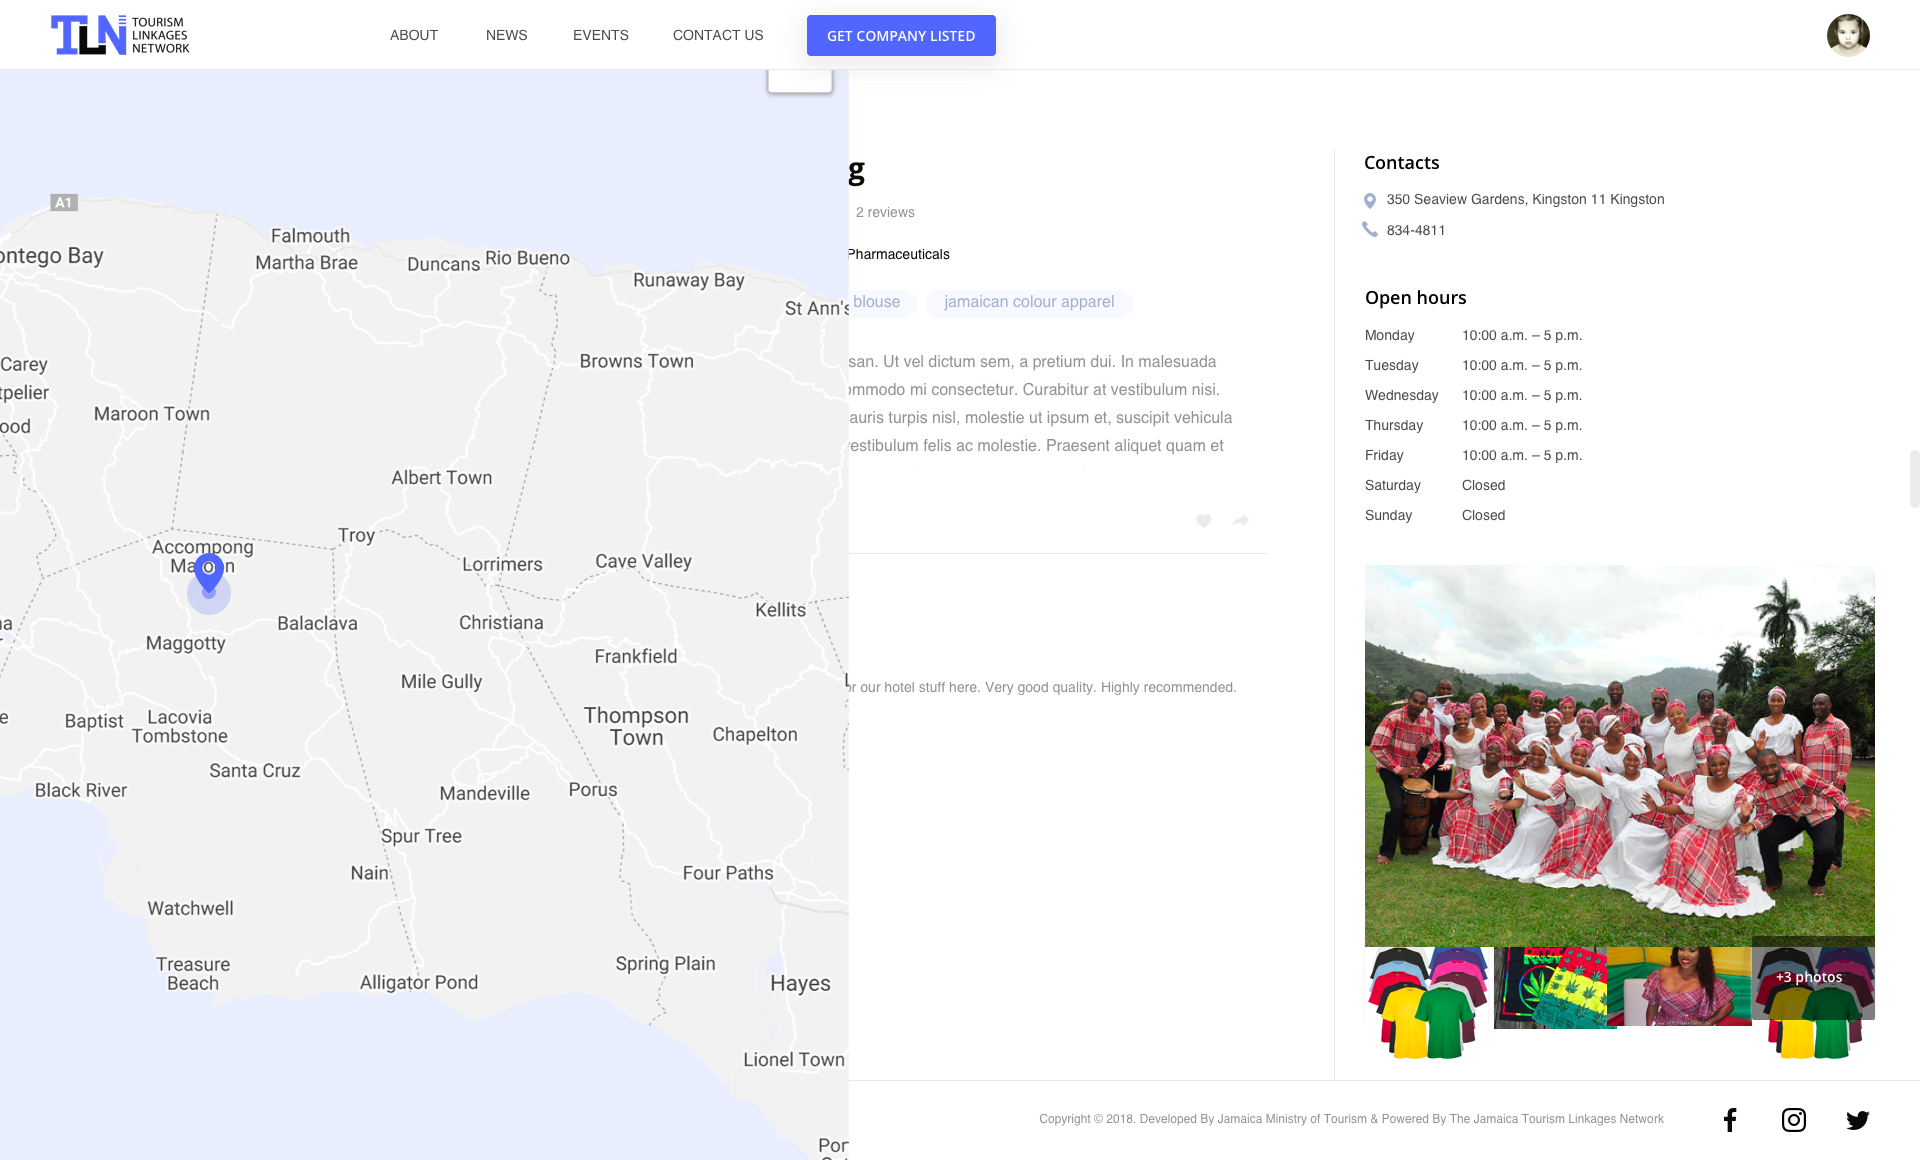 TLN TOURISM
LINKAGES
NETWORK
ABOUT NEWS EVENTS CONTACT US GET COMPANY LISTED
A1
ontego Bay
Falmouth
Martha Brae
Duncans
Rio Bueno
Runaway Bay
St Ann's
Carey
tpelier
ood
Maroon Town
Browns Town
Albert Town
Troy
Accompong
Maroon
Lorrimers
Cave Valley
Kellits
na
r
Balaclava
Christiana
Maggotty
Frankfield
Mile Gully
e
Baptist
Lacovia
Tombstone
Thompson
Town
Chapelton
L
Santa Cruz
Black River
Mandeville
Porus
Spur Tree
Nain
Four Paths
Watchwell
Treasure
Beach
Alligator Pond
Spring Plain
Hayes
Lionel Town
Por
g
2 reviews
Pharmaceuticals
blouse jamaican colour apparel
san. Ut vel dictum sem, a pretium dui. In malesuada
ommodo mi consectetur. Curabitur at vestibulum nisi.
auris turpis nisl, molestie ut ipsum et, suscipit vehicula
vestibulum felis ac molestie. Praesent aliquet quam et
or our hotel stuff here. Very good quality. Highly recommended.
Contacts
350 Seaview Gardens, Kingston 11 Kingston
834-4811
Open hours
Monday 10:00 a.m. – 5 p.m.
Tuesday 10:00 a.m. – 5 p.m.
Wednesday 10:00 a.m. – 5 p.m.
Thursday 10:00 a.m. – 5 p.m.
Friday 10:00 a.m. – 5 p.m.
Saturday Closed
Sunday Closed
+3 photos
Copyright © 2018. Developed By Jamaica Ministry of Tourism & Powered By The Jamaica Tourism Linkages Network